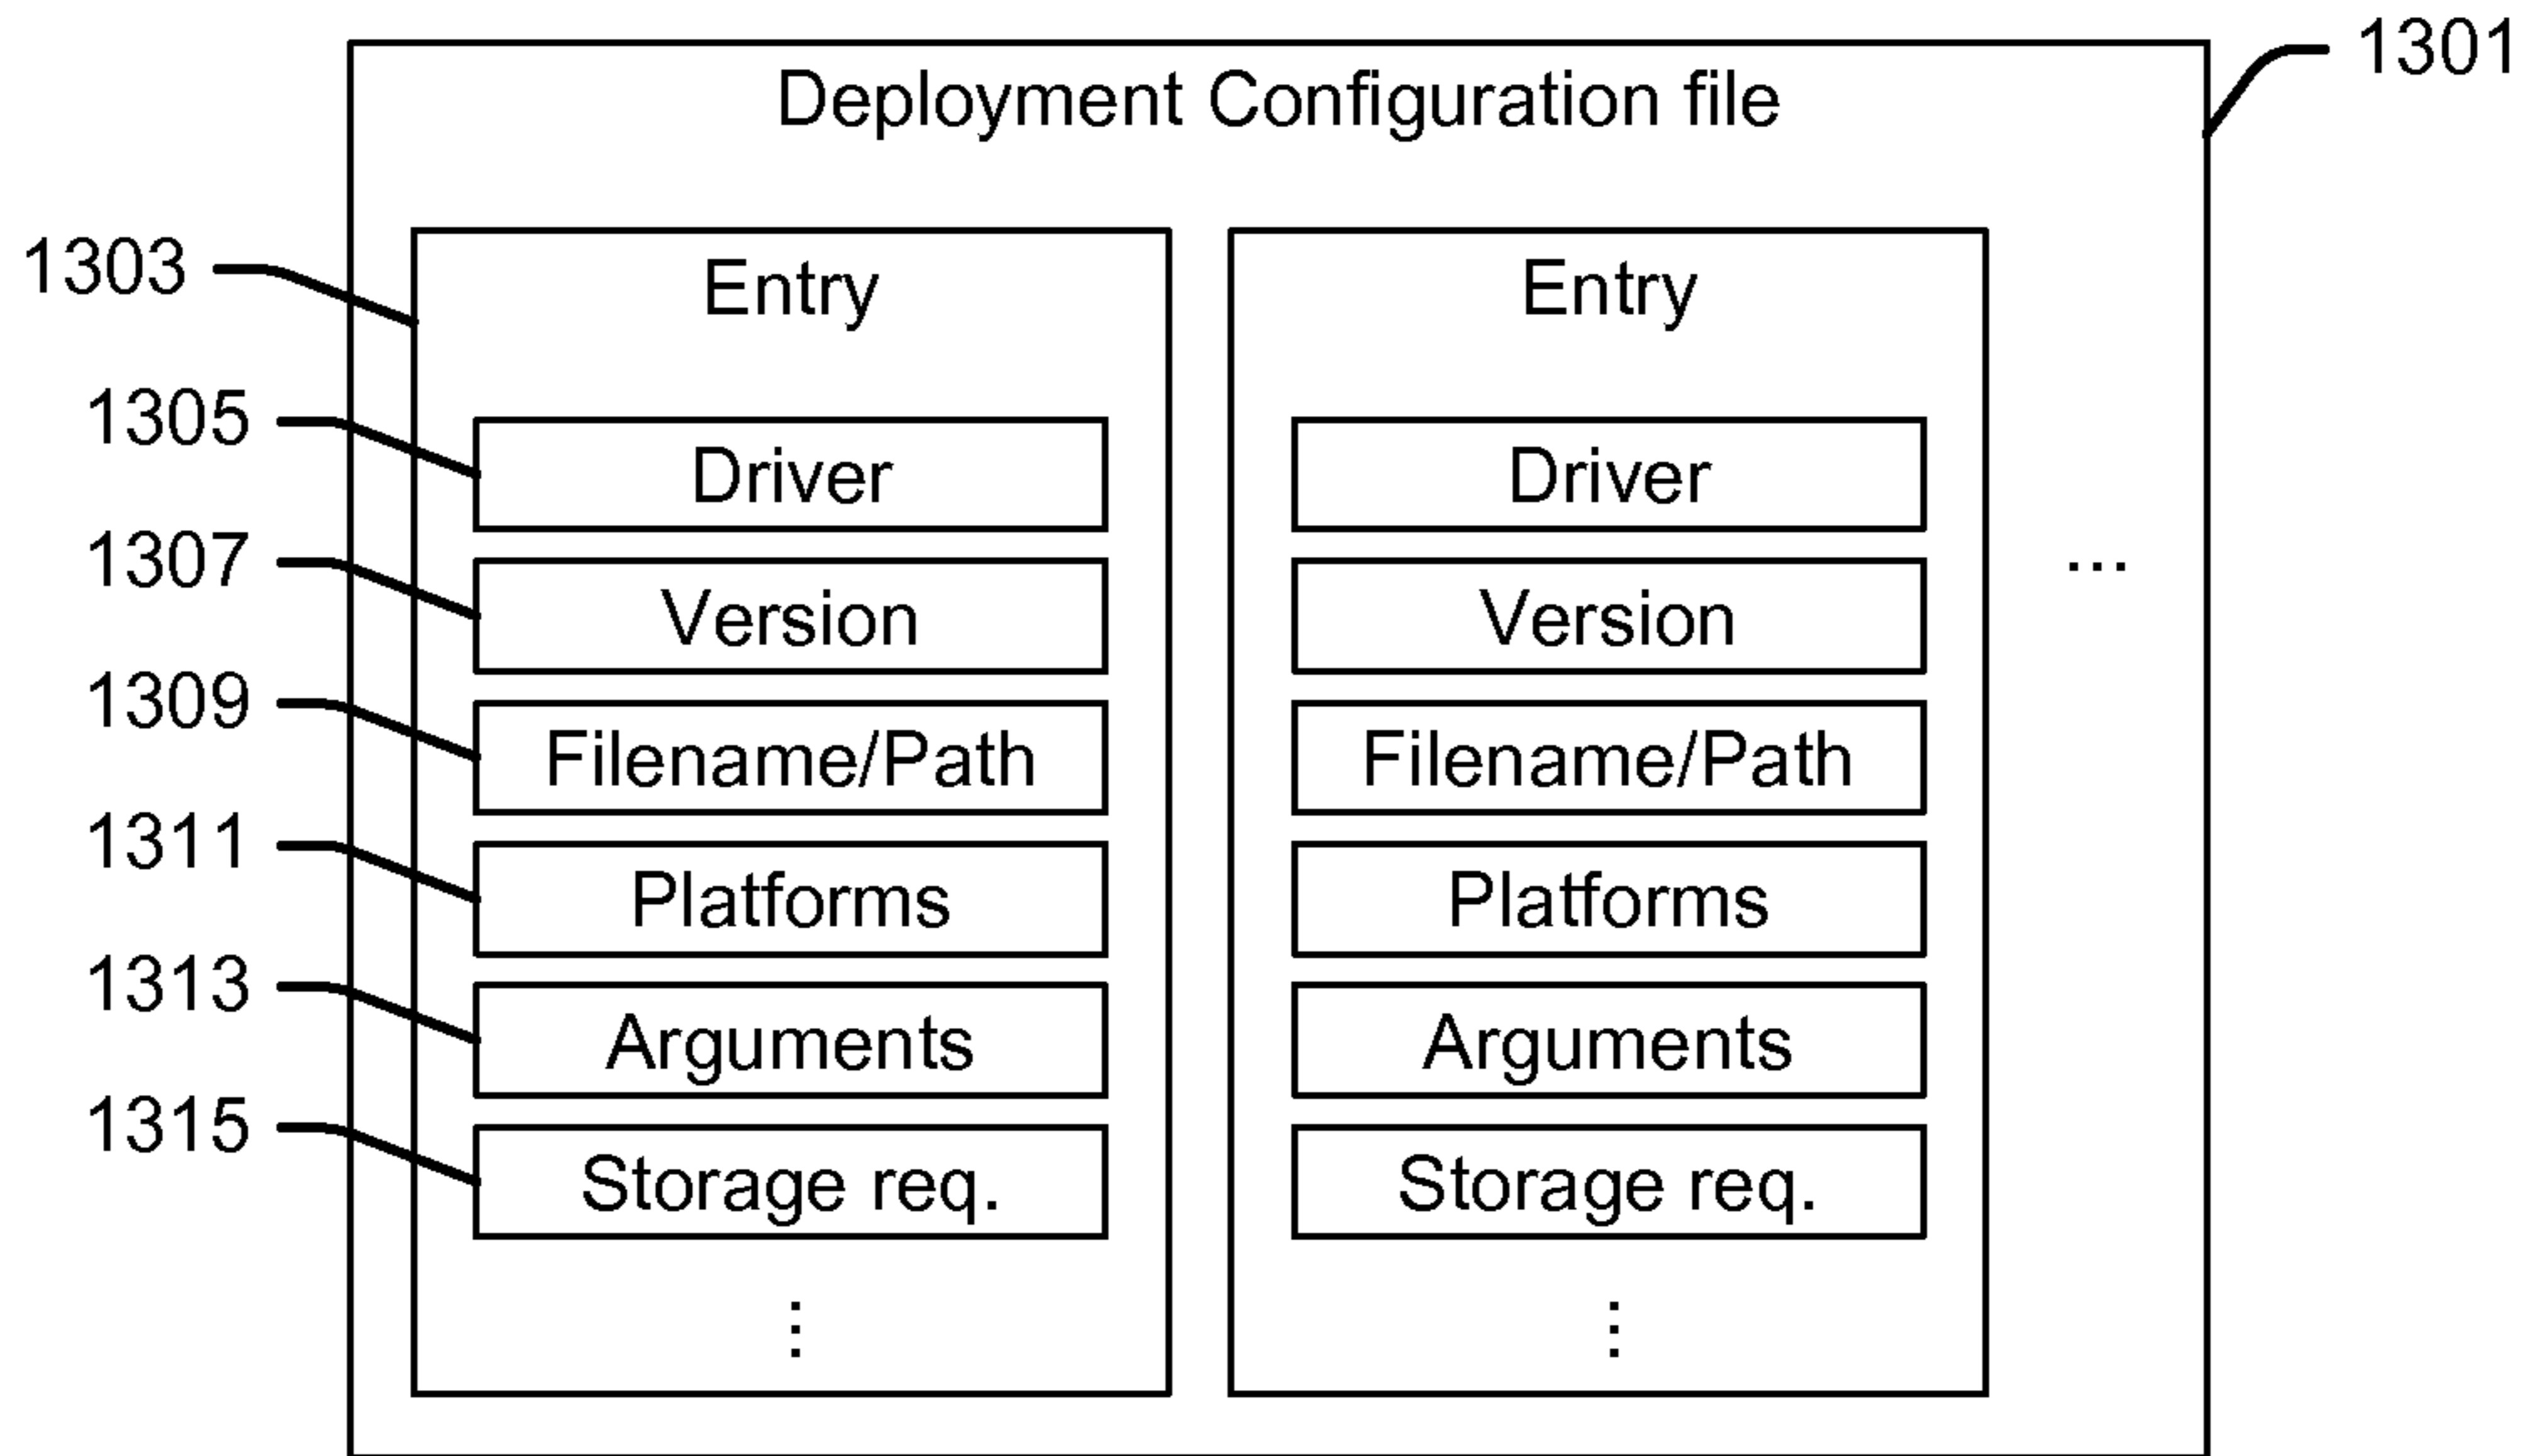 1301
Deployment Configuration file
1303
Entry
Entry
1305
Driver
Driver
1307
Version
Version
...
1309
Filename/Path
Filename/Path
1311
Platforms
Platforms
1313
Arguments
Arguments
1315
Storage req.
Storage req.
⋮
⋮